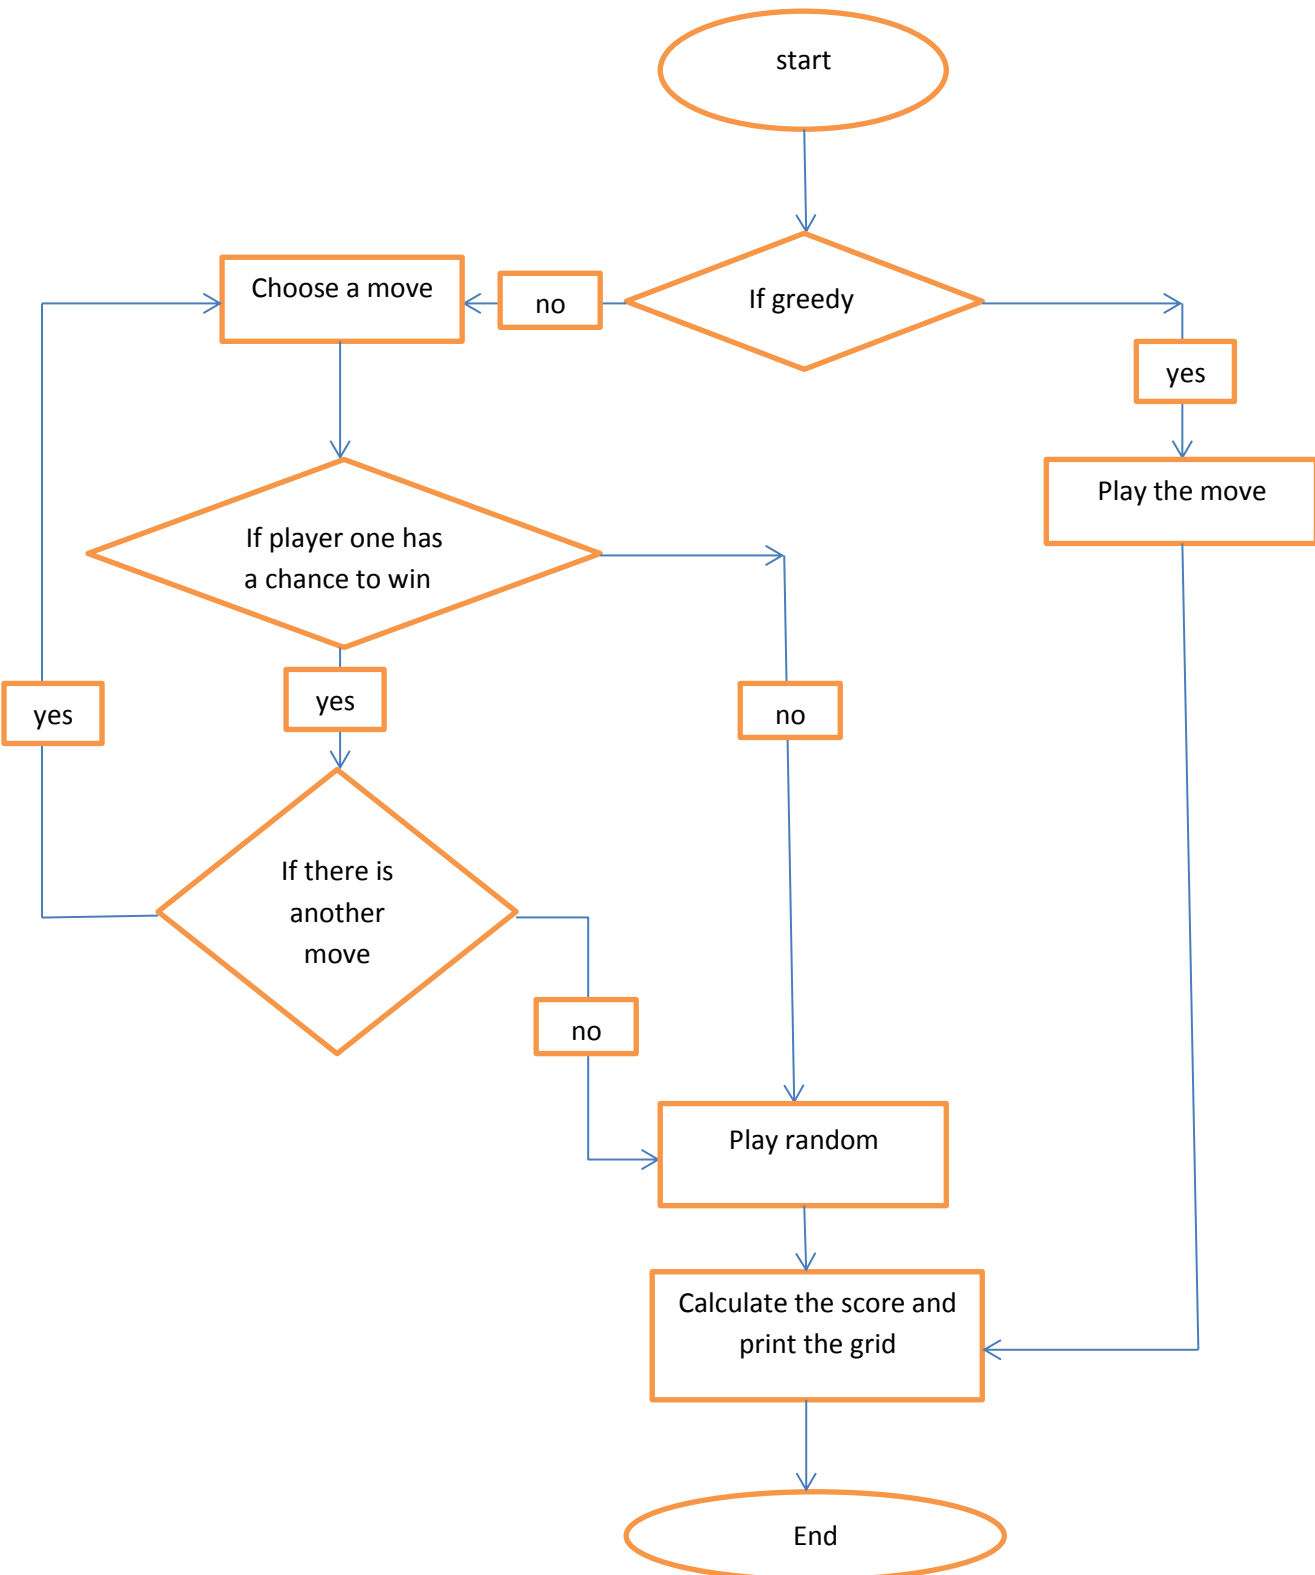 start
If greedy
no
Choose a move
yes
Play the move
If player one has
a chance to win
yes
yes
no
If there is
another
move
no
Play random
Calculate the score and
print the grid
End